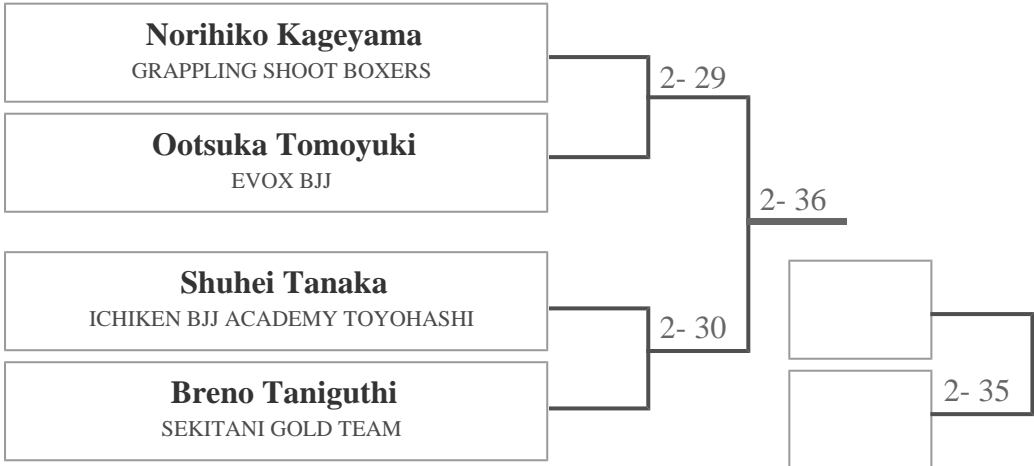 Norihiko Kageyama
GRAPPLING SHOOT BOXERS
2- 29
Ootsuka Tomoyuki
EVOX BJJ
2- 36
Shuhei Tanaka
ICHIKEN BJJ ACADEMY TOYOHASHI
2- 30
Breno Taniguthi
SEKITANI GOLD TEAM
2- 35